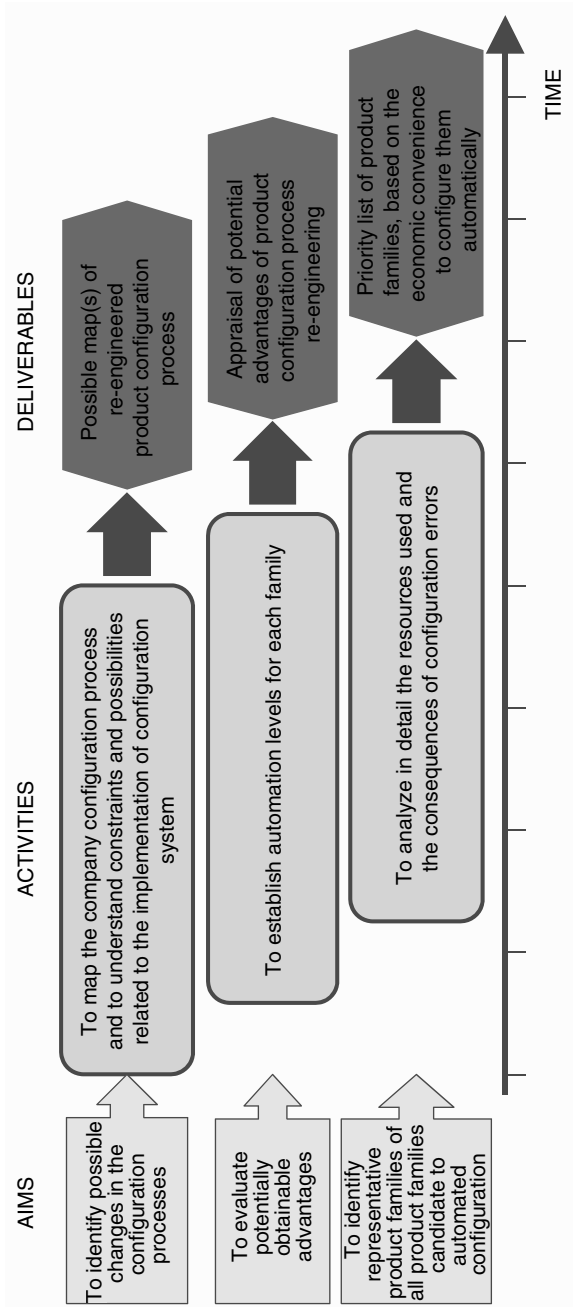 AIMS
ACTIVITIES
DELIVERABLES
To identify possible
changes in the
configuration
processes
To map the company configuration process
and to understand constraints and possibilities
related to the implementation of configuration
system
Possible map(s) of
re-engineered
product configuration
process
To evaluate
potentially
obtainable
advantages
To establish automation levels for each family
Appraisal of potential
advantages of product
configuration process
re-engineering
To identify
representative
product families of
all product families
candidate to
automated
configuration
To analyze in detail the resources used and
the consequences of configuration errors
Priority list of product
families, based on the
economic convenience
to configure them
automatically
TIME